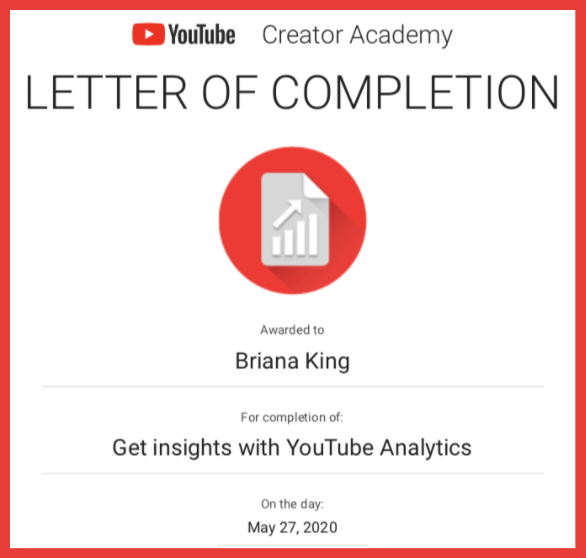 YouTube Creator Academy
LETTER OF COMPLETION
Awarded to
Briana King
For completion of:
Get insights with YouTube Analytics
On the day:
May 27, 2020